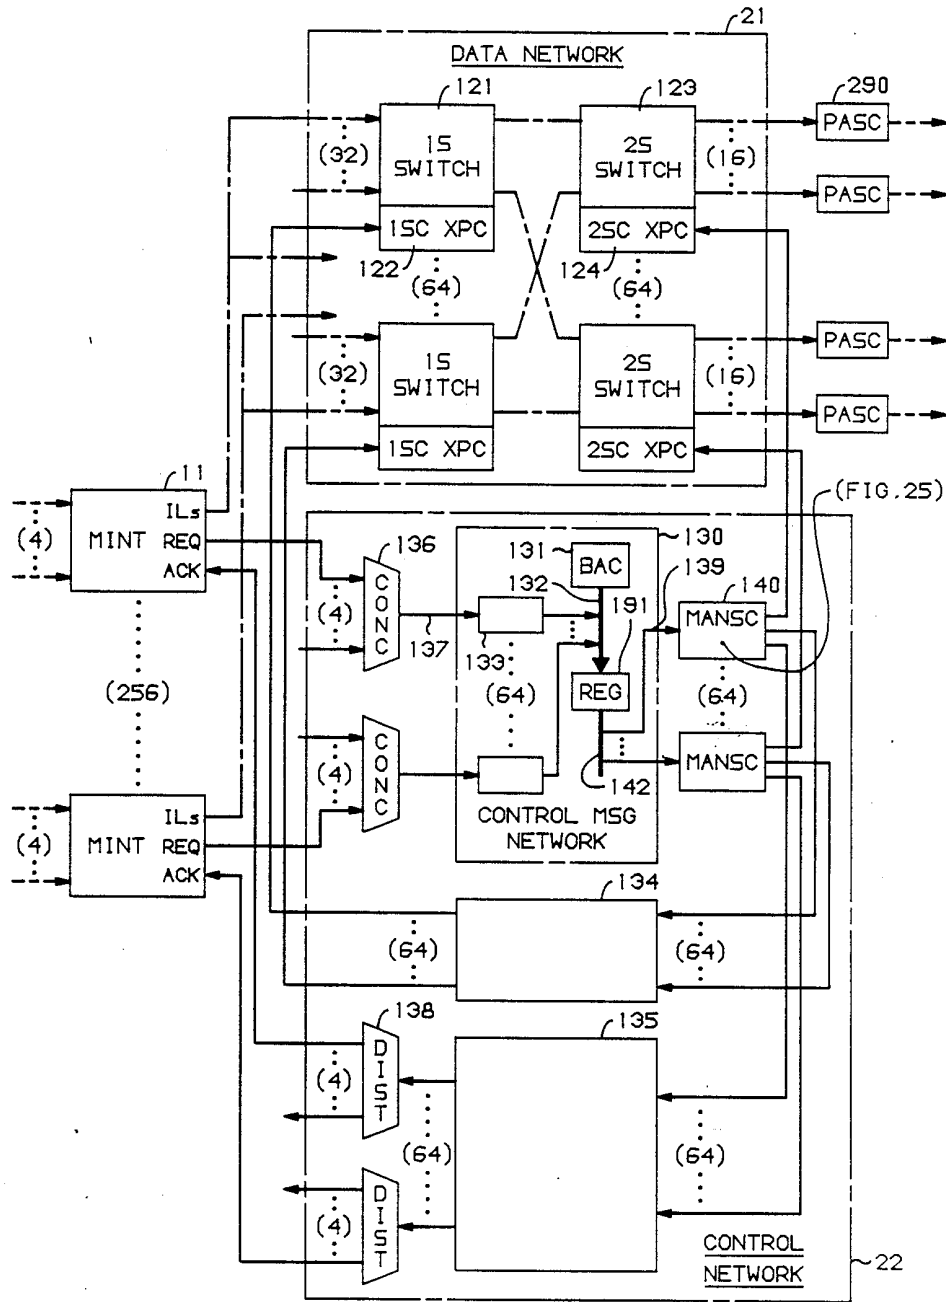 21
DATA NETWORK
121
123
290
1S
SWITCH
2S
SWITCH
PASC
(32)
(16)
PASC
1SC XPC
2SC XPC
122
124
(64)
(64)
1S
SWITCH
2S
SWITCH
PASC
(32)
(16)
PASC
1SC XPC
2SC XPC
11
(FIG.25)
ILs
MINT
REQ
ACK
(4)
136
CONC
(4)
137
130
131
BAC
132
139
133
191
REG
140
MANSC
(64)
(64)
(256)
CONC
(4)
MANSC
142
CONTROL MSG
NETWORK
ILs
MINT
REQ
ACK
(4)
134
(64)
(64)
138
DIST
(4)
135
(64)
(64)
DIST
(4)
CONTROL
NETWORK
22